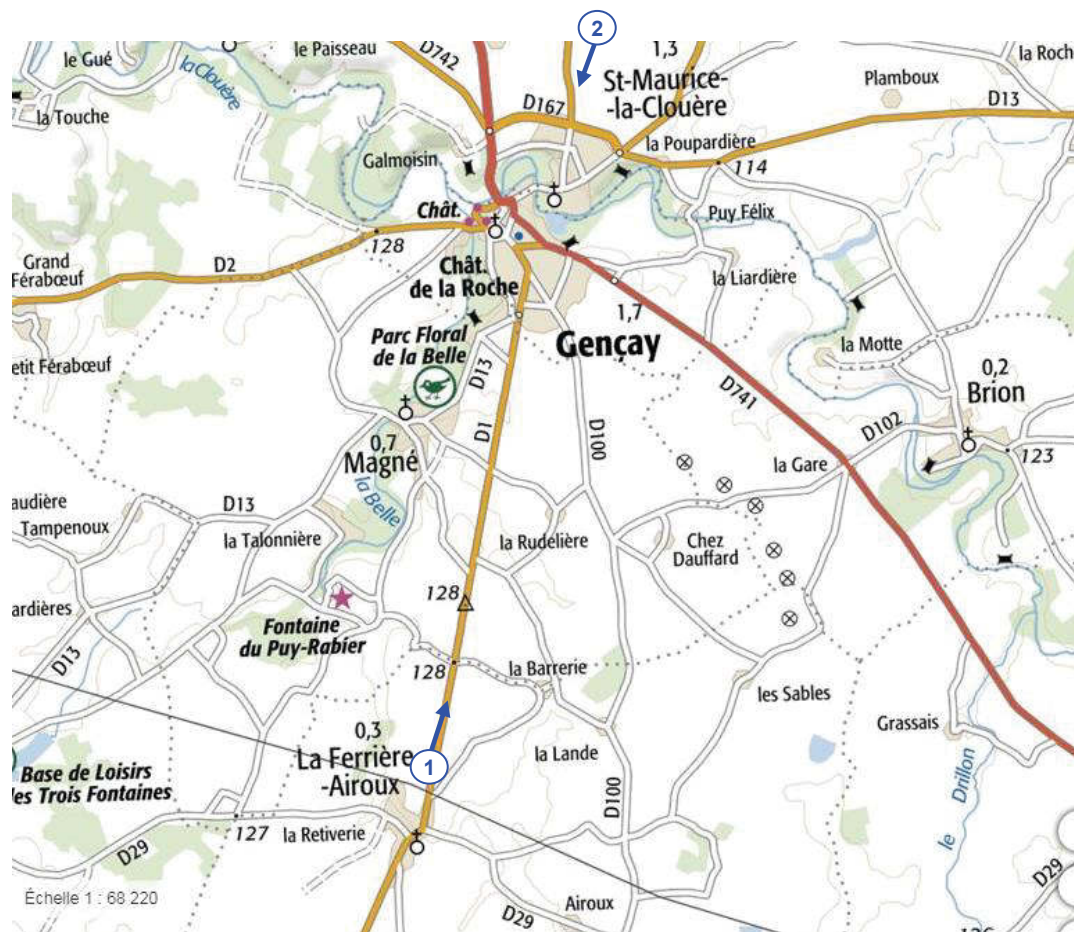 2
le Gué
le Paisseau
D742
1,3
la Roch
la Clouère
St-Maurice-
-la-Clouère
Plamboux
la Touche
D167
D13
la Poupardière
Galmoisin
114
Chât.
Puy Félix
128
Grand
Férabœuf
D2
Chât.
de la Roche
la Liardière
1,7
Parc Floral
de la Belle
Gençay
la Motte
etit Férabœuf
D13
0,2
Brion
D741
D1
D100
D102
0,7
Magné
la Gare
123
la Belle
audière
Tampenoux
D13
la Talonnière
la Rudelière
Chez
Dauffard
ardières
128
Fontaine
du Puy-Rabier
D13
128
la Barrerie
les Sables
Grassais
0,3
La Ferrière
-Airoux
1
la Lande
Base de Loisirs
les Trois Fontaines
D100
le Drillon
127
la Retiverie
D29
D29
Échelle 1 : 68 220
Airoux
D29